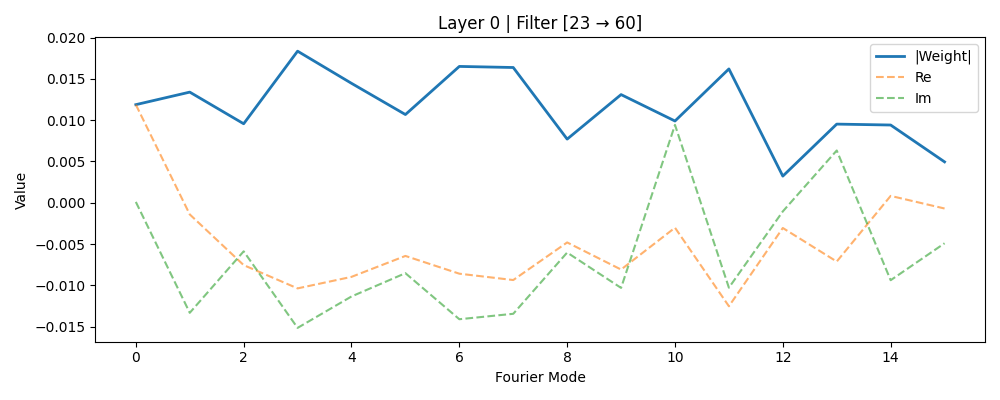 Layer 0 | Filter [23 → 60]
0.020
0.015
0.010
0.005
0.000
−0.005
−0.010
−0.015
Value
|Weight|
Re
Im
0 2 4 6 8 10 12 14
Fourier Mode